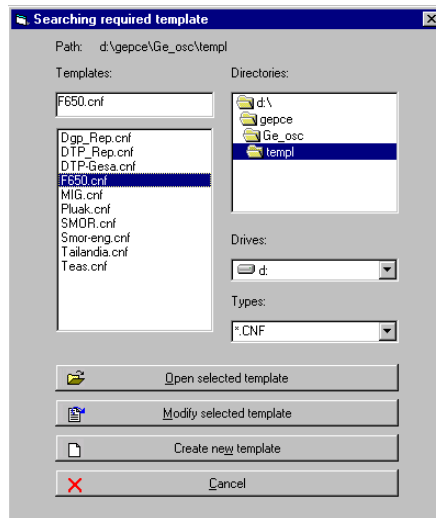 Searching required template
Path: d:\gepce\Ge_osc\templ
Templates:
F650.cnf
Dgp_Rep.cnf
DTP_Rep.cnf
DTP-Gesa.cnf
F650.cnf
MIG.cnf
Pluak.cnf
SMOR.cnf
Smor-eng.cnf
Tailandia.cnf
Teas.cnf
Directories:
d:\
gepce
Ge_osc
templ
Drives:
d:
Types:
*.CNF
Open selected template
Modify selected template
Create new template
Cancel